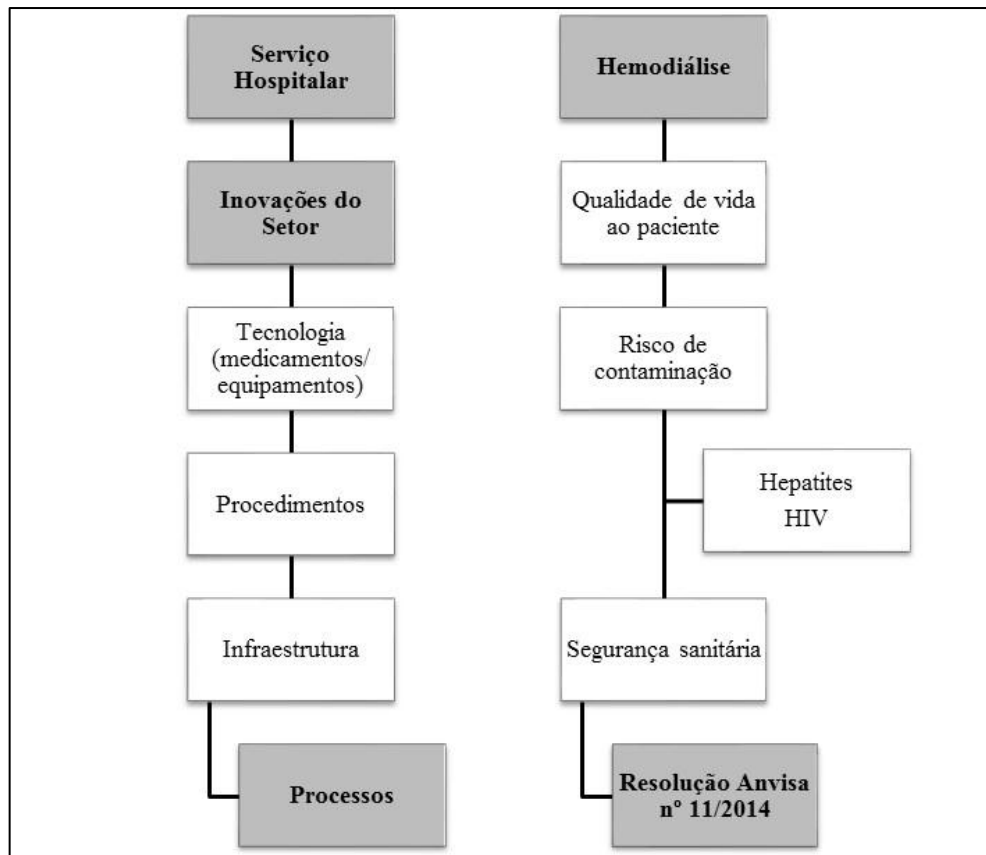 Serviço
Hospitalar
Inovações do
Setor
Tecnologia
(medicamentos/
equipamentos)
Procedimentos
Infraestrutura
Processos
Hemodiálise
Qualidade de vida
ao paciente
Risco de
contaminação
Hepatites
HIV
Segurança sanitária
Resolução Anvisa
nº 11/2014